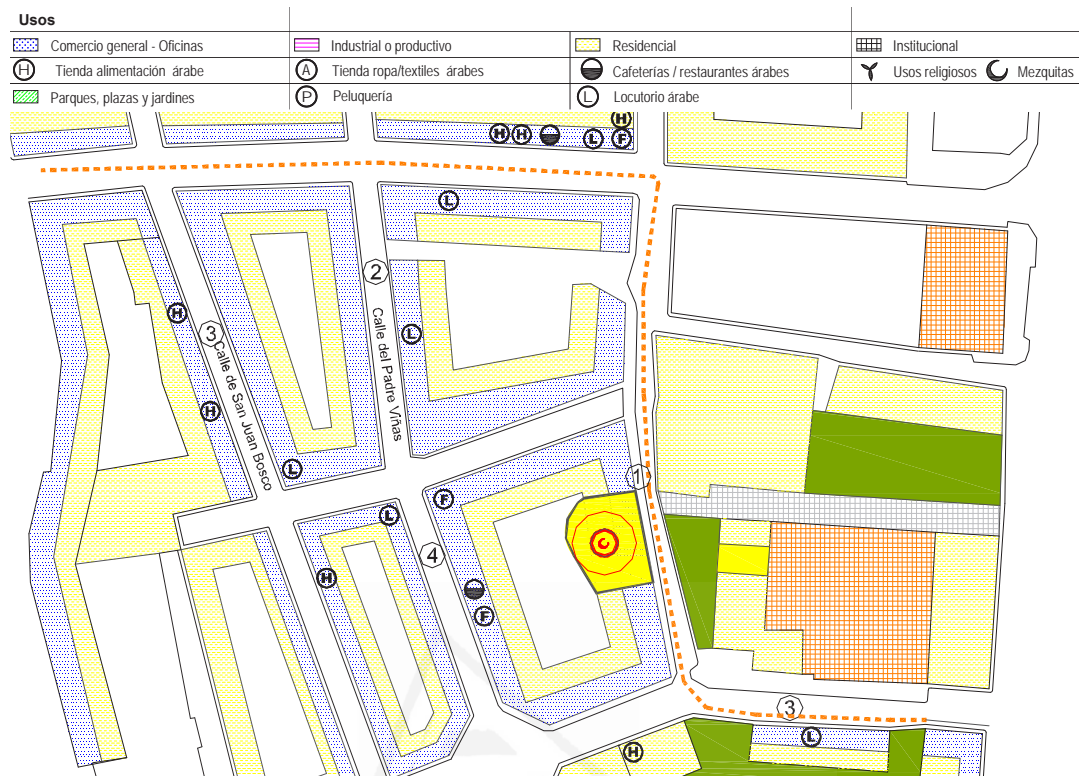 Usos
Comercio general - Oficinas
Industrial o productivo
Residencial
Institucional
H Tienda alimentación árabe
A Tienda ropa/textiles árabes
Cafeterías / restaurantes árabes
Usos religiosos
Mezquitas
Parques, plazas y jardines
P Peluquería
L Locutorio árabe
H
H H L F
L
2
H
3
L
Calle de San Juan Bosco
Calle del Padre Viñas
H
L
1
F
L
4
H
F
3
L
H